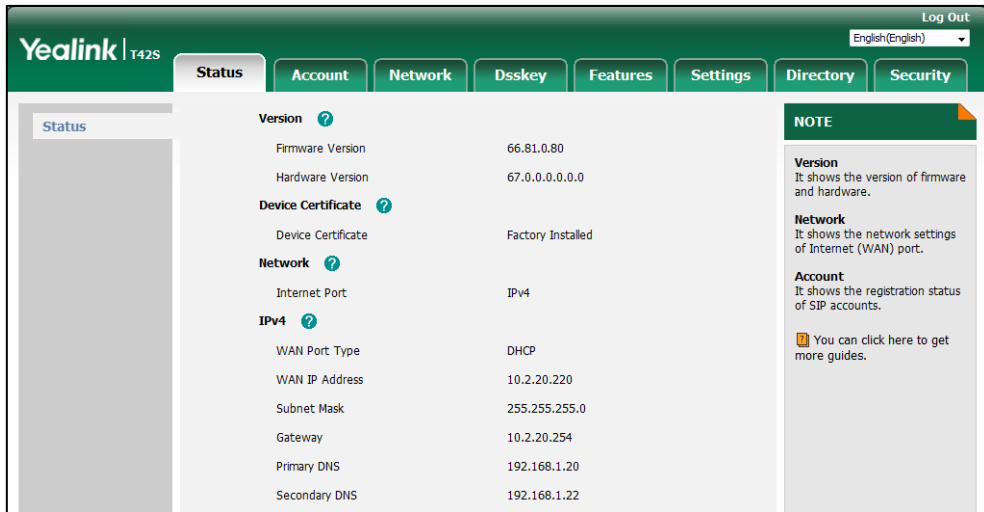 Log Out
Yealink | T42S
English(English)
Status Account Network Dsskey Features Settings Directory Security
Status
Version ?
Firmware Version 66.81.0.80
Hardware Version 67.0.0.0.0.0.0
Device Certificate ?
Device Certificate Factory Installed
Network ?
Internet Port IPv4
IPv4 ?
WAN Port Type DHCP
WAN IP Address 10.2.20.220
Subnet Mask 255.255.255.0
Gateway 10.2.20.254
Primary DNS 192.168.1.20
Secondary DNS 192.168.1.22
NOTE
Version
It shows the version of firmware
and hardware.
Network
It shows the network settings
of Internet (WAN) port.
Account
It shows the registration status
of SIP accounts.
? You can click here to get
more guides.